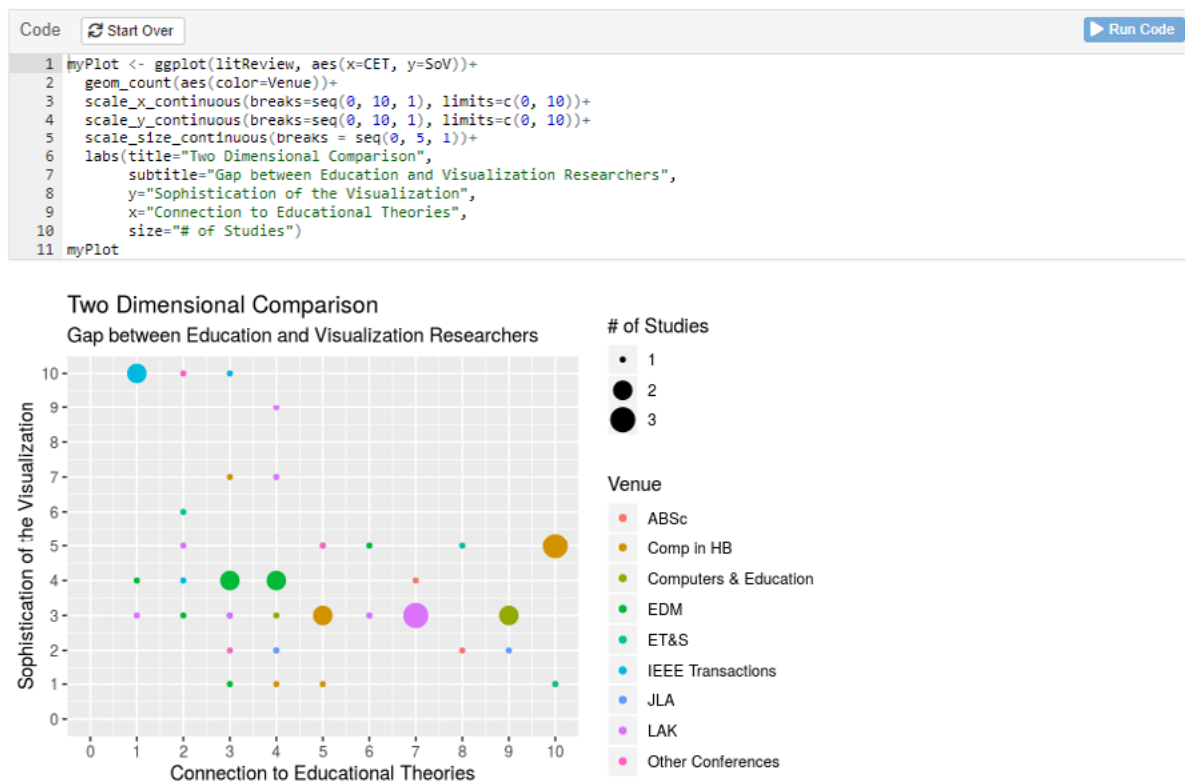 Code Start Over Run Code
1 myPlot <- ggplot(litReview, aes(x=CET, y=SoV))+
2 geom_count(aes(color=Venue))+
3 scale_x_continuous(breaks=seq(0, 10, 1), limits=c(0, 10))+
4 scale_y_continuous(breaks=seq(0, 10, 1), limits=c(0, 10))+
5 scale_size_continuous(breaks = seq(0, 5, 1))+
6 labs(title="Two Dimensional Comparison",
7 subtitle="Gap between Education and Visualization Researchers",
8 y="Sophistication of the Visualization",
9 x="Connection to Educational Theories",
10 size="# of Studies")
11 myPlot
Two Dimensional Comparison
Gap between Education and Visualization Researchers
Sophistication of the Visualization
10
9
8
7
6
5
4
3
2
1
0
0 1 2 3 4 5 6 7 8 9 10
Connection to Educational Theories
# of Studies
1
2
3
Venue
ABSc
Comp in HB
Computers & Education
EDM
ET&S
IEEE Transactions
JLA
LAK
Other Conferences